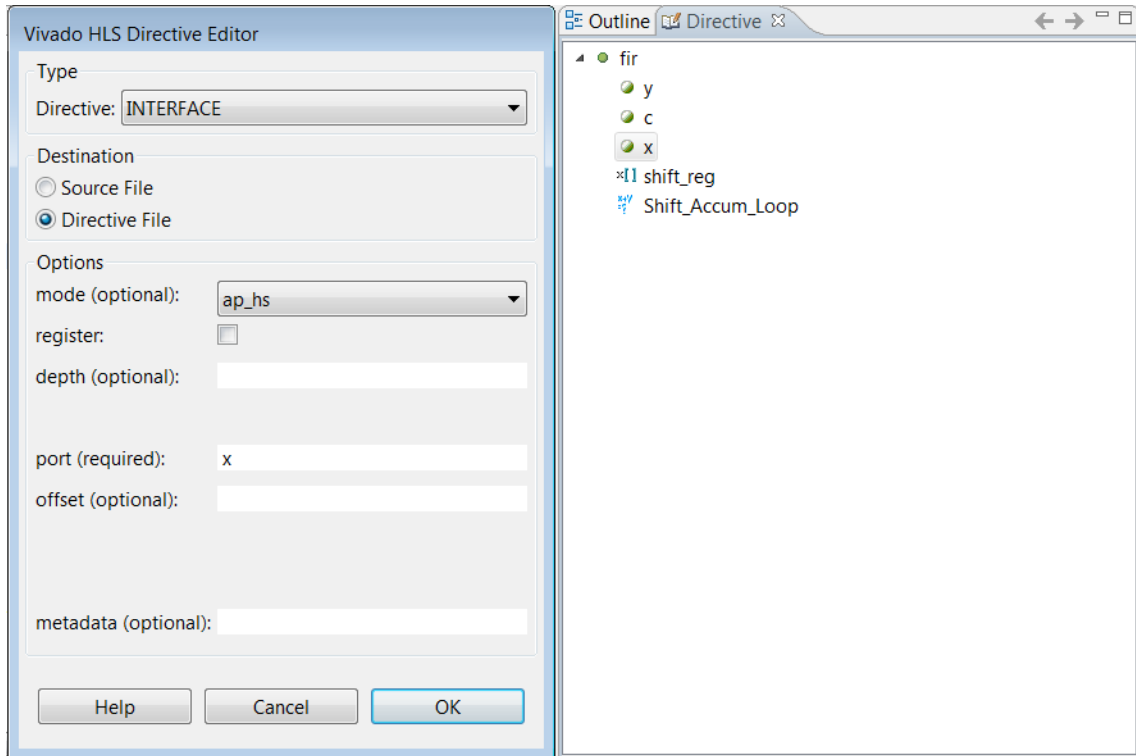 Vivado HLS Directive Editor
Type
Directive: INTERFACE
Destination
Source File
Directive File
Options
mode (optional): ap_hs
register:
depth (optional):
port (required): x
offset (optional):
metadata (optional):
Help Cancel OK
Outline Directive
fir
y
c
x
shift_reg
Shift_Accum_Loop